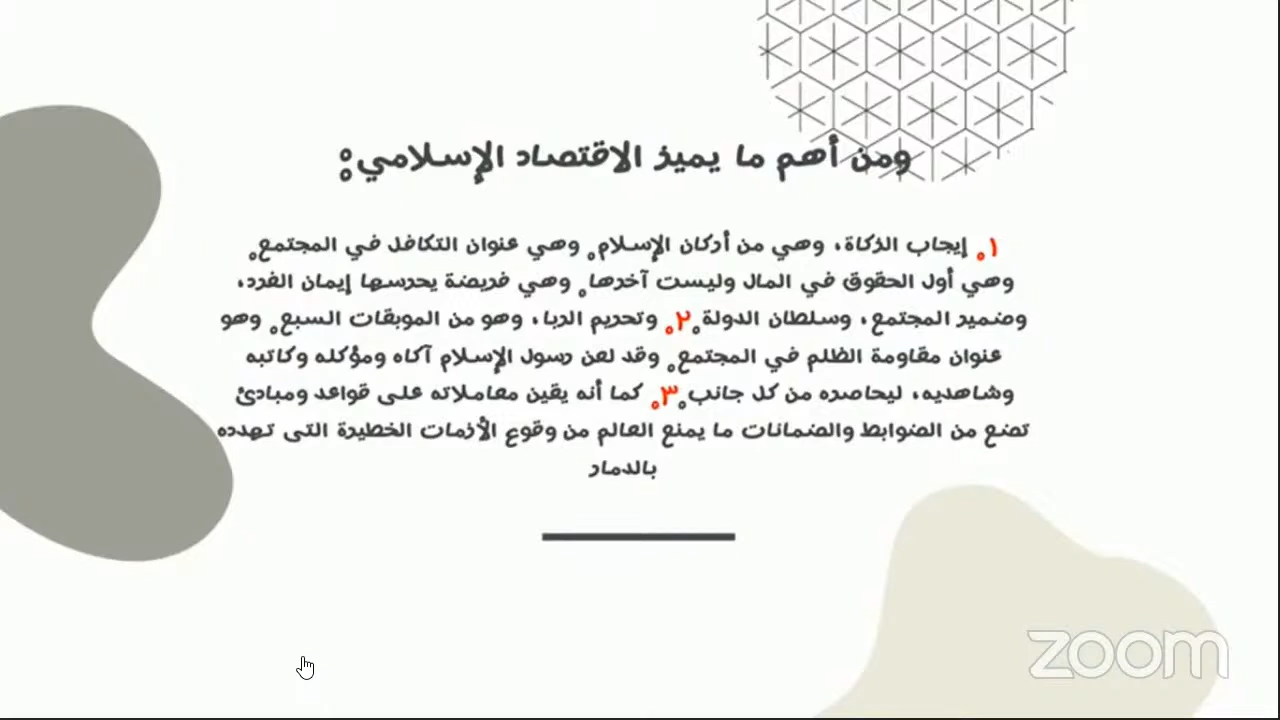 ومن أهم ما يميز الاقتصاد الإسلامي:
١. إيجاب الزكاة، وهي من أركان الإسلام. وهي عنوان التكافل في المجتمع.
وهي أول الحقوق في المال وليست آخرها. وهي فريضة يحرسها إيمان الفرد،
وضمير المجتمع، وسلطان الدولة.٢. وتحريم الربا، وهو من الموبقات السبع. وهو
عنوان مقاومة الظلم في المجتمع. وقد لعن رسول الإسلام آكاه ومؤكله وكاتبه
وشاهديه، ليحاصره من كل جانب.٣. كما أنه يقين معاملاته على قواعد ومبادئ
تضع من الضوابط والضمانات ما يمنع العالم من وقوع الأزمات الخطيرة التى تهدده
بالدمار
zoom